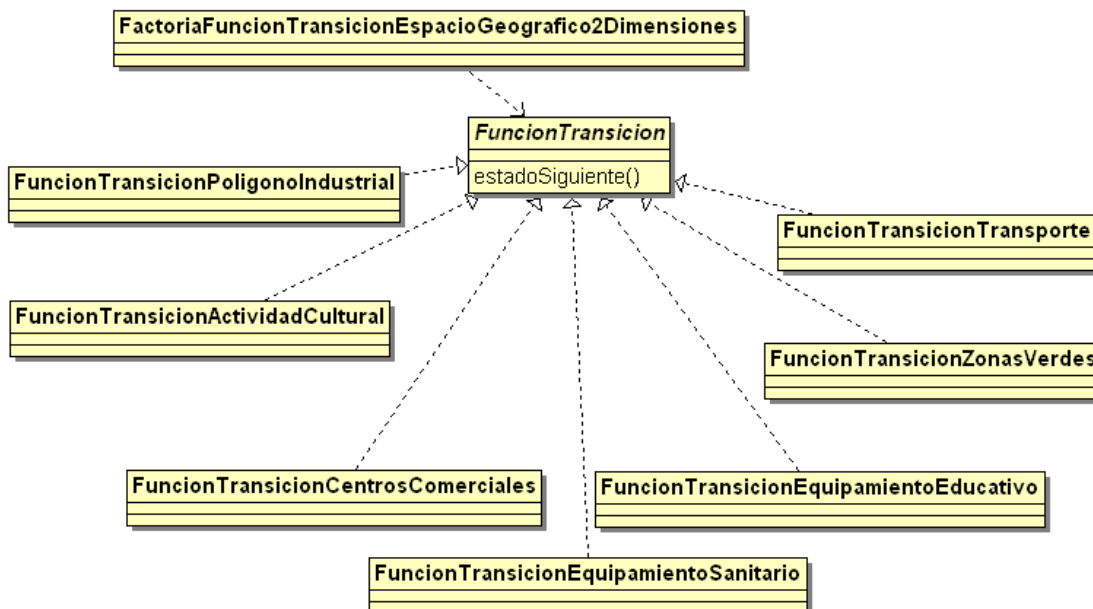 FactoriaFuncionTransicionEspacioGeografico2Dimensiones
FuncionTransicion
estadoSiguiente()
FuncionTransicionPoligonoIndustrial
FuncionTransicionTransporte
FuncionTransicionActividadCultural
FuncionTransicionZonasVerdes
FuncionTransicionCentrosComerciales
FuncionTransicionEquipamientoEducativo
FuncionTransicionEquipamientoSanitario